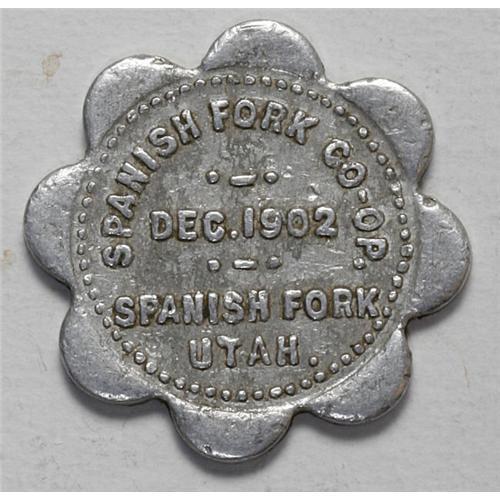 SPANISH FORK CO-OP.
DEC. 1902
SPANISH FORK.
UTAH.